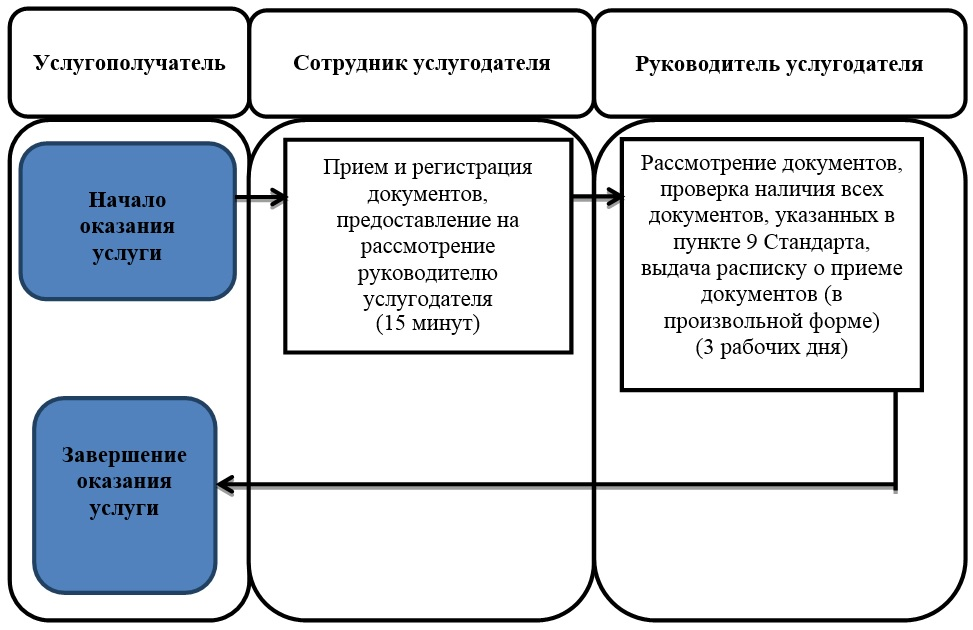 Услугополучатель
Сотрудник услугодателя
Руководитель услугодателя
Начало
оказания
услуги
Прием и регистрация
документов,
предоставление на
рассмотрение
руководителю
услугодателя
(15 минут)
Рассмотрение документов,
проверка наличия всех
документов, указанных в
пункте 9 Стандарта,
выдача расписку о приеме
документов (в
произвольной форме)
(3 рабочих дня)
Завершение
оказания
услуги